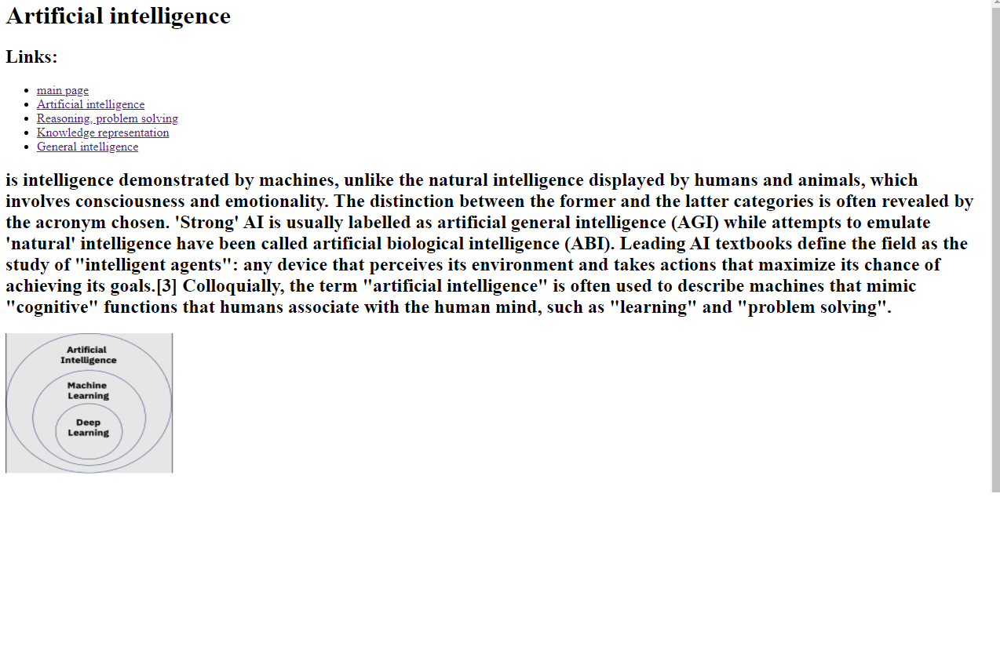 Artificial intelligence
Links:
main page
Artificial intelligence
Reasoning, problem solving
Knowledge representation
General intelligence
is intelligence demonstrated by machines, unlike the natural intelligence displayed by humans and animals, which
involves consciousness and emotionality. The distinction between the former and the latter categories is often revealed by
the acronym chosen. 'Strong' AI is usually labelled as artificial general intelligence (AGI) while attempts to emulate
'natural' intelligence have been called artificial biological intelligence (ABI). Leading AI textbooks define the field as the
study of "intelligent agents": any device that perceives its environment and takes actions that maximize its chance of
achieving its goals.[3] Colloquially, the term "artificial intelligence" is often used to describe machines that mimic
"cognitive" functions that humans associate with the human mind, such as "learning" and "problem solving".
Artificial
Intelligence
Machine
Learning
Deep
Learning